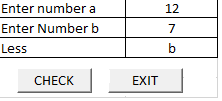 Enter number a 12
Enter Number b 7
Less b
CHECK EXIT